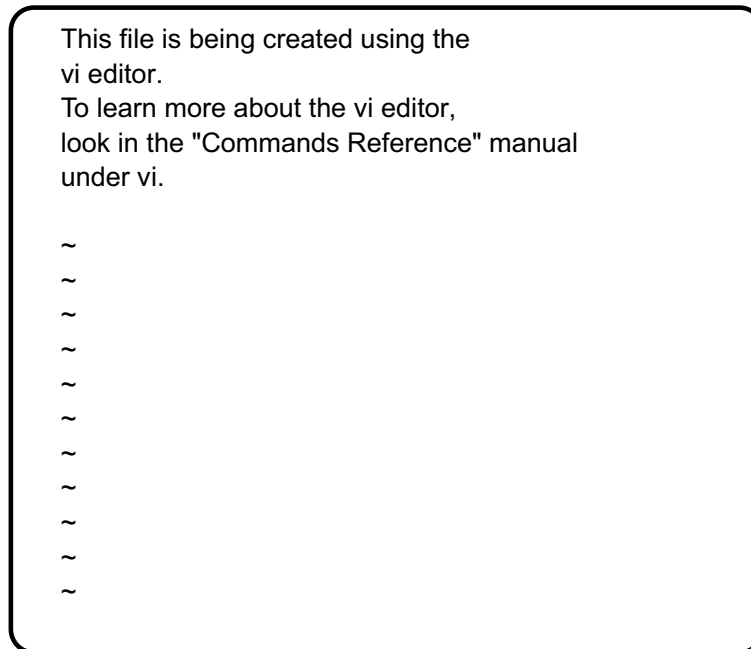 This file is being created using the
vi editor.
To learn more about the vi editor,
look in the "Commands Reference" manual
under vi.
~
~
~
~
~
~
~
~
~
~
~